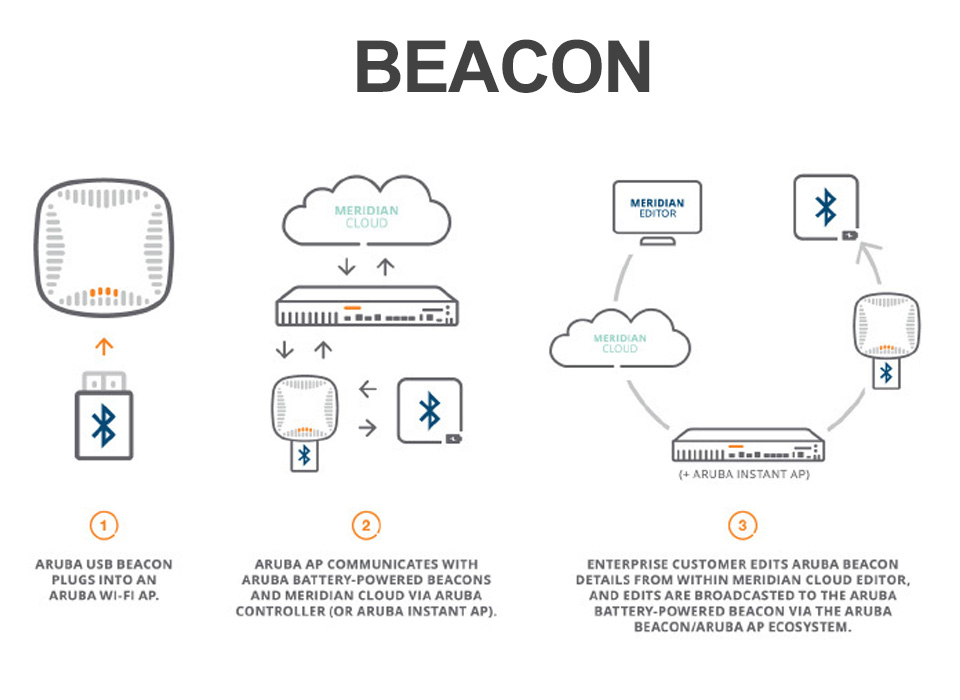 BEACON
MERIDIAN
CLOUD
MERIDIAN
EDITOR
MERIDIAN
CLOUD
(+ ARUBA INSTANT AP)
1
ARUBA USB BEACON
PLUGS INTO AN
ARUBA WI-FI AP.
2
ARUBA AP COMMUNICATES WITH
ARUBA BATTERY-POWERED BEACONS
AND MERIDIAN CLOUD VIA ARUBA
CONTROLLER (OR ARUBA INSTANT AP).
3
ENTERPRISE CUSTOMER EDITS ARUBA BEACON
DETAILS FROM WITHIN MERIDIAN CLOUD EDITOR,
AND EDITS ARE BROADCASTED TO THE ARUBA
BATTERY-POWERED BEACON VIA THE ARUBA
BEACON/ARUBA AP ECOSYSTEM.